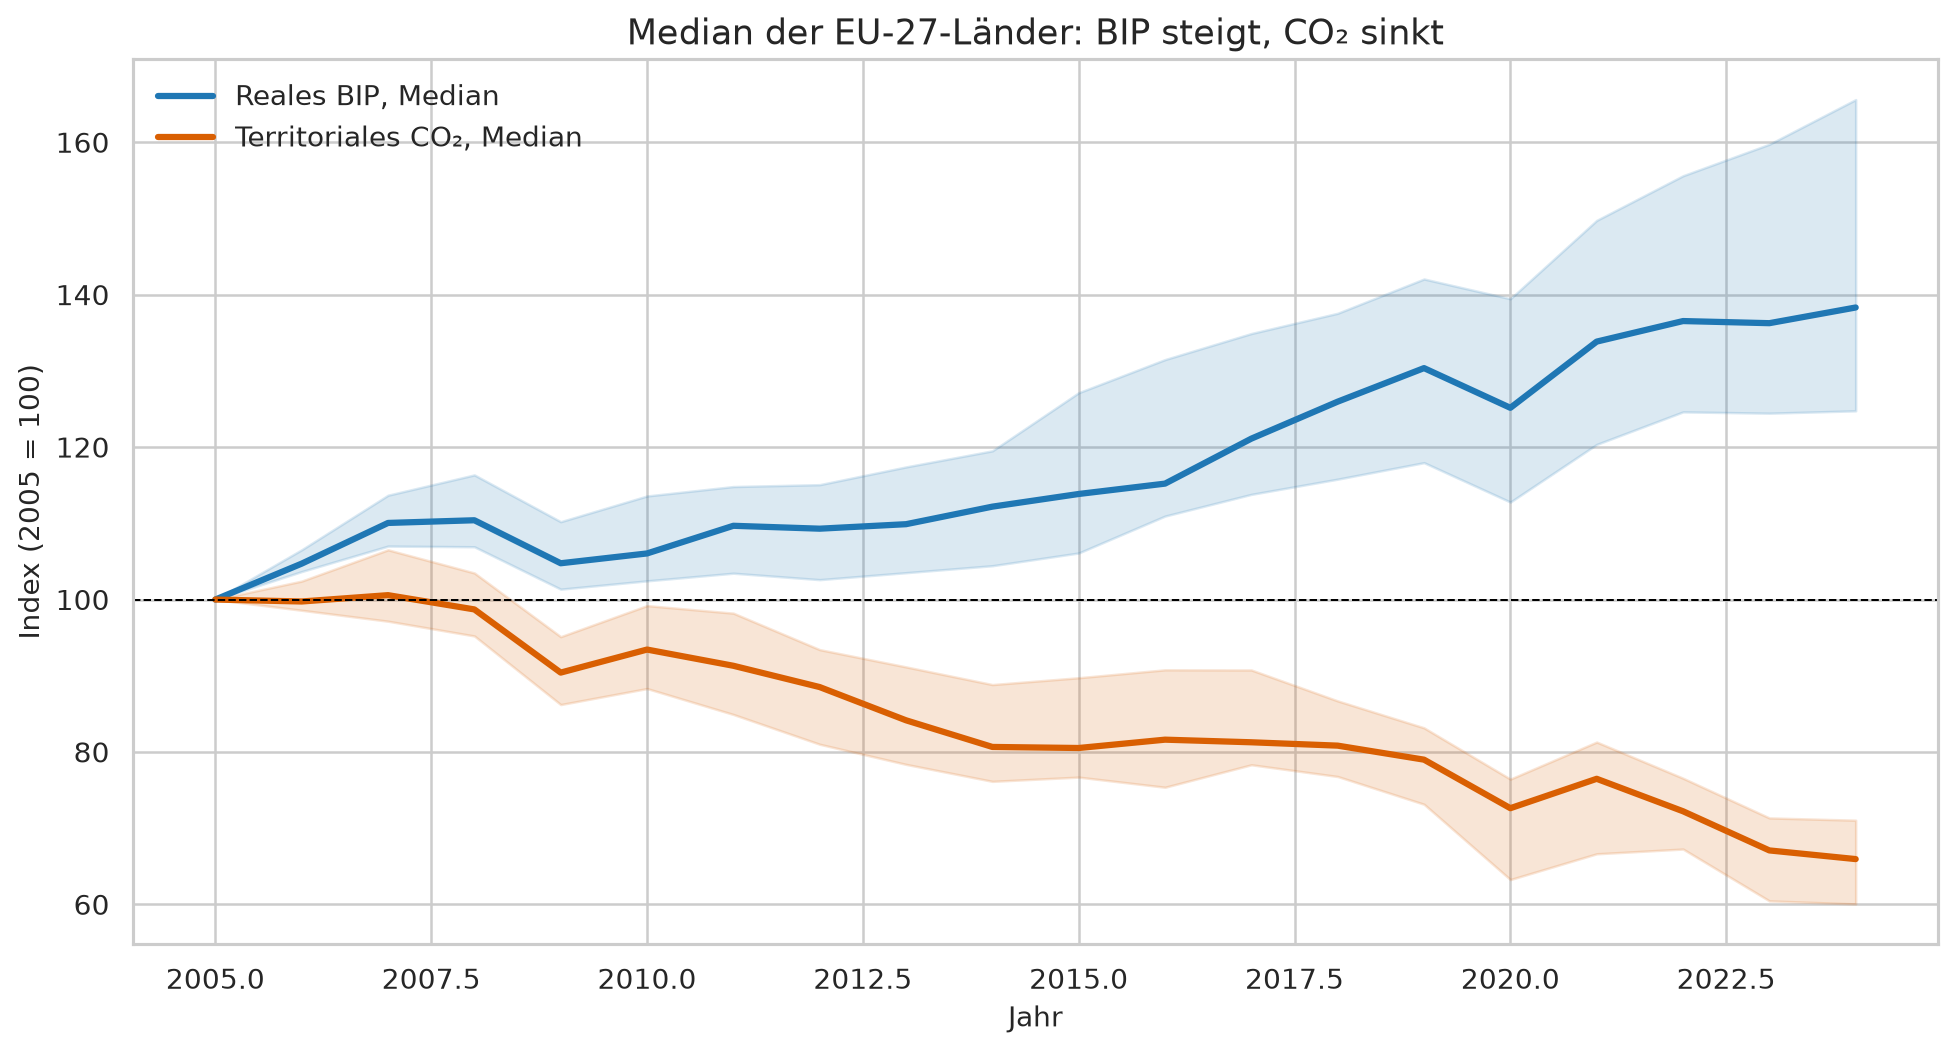 Median der EU-27-Länder: BIP steigt, CO₂ sinkt
Reales BIP, Median
Territoriales CO₂, Median
Index (2005 = 100)
160
140
120
100
80
60
2005.0 2007.5 2010.0 2012.5 2015.0 2017.5 2020.0 2022.5
Jahr